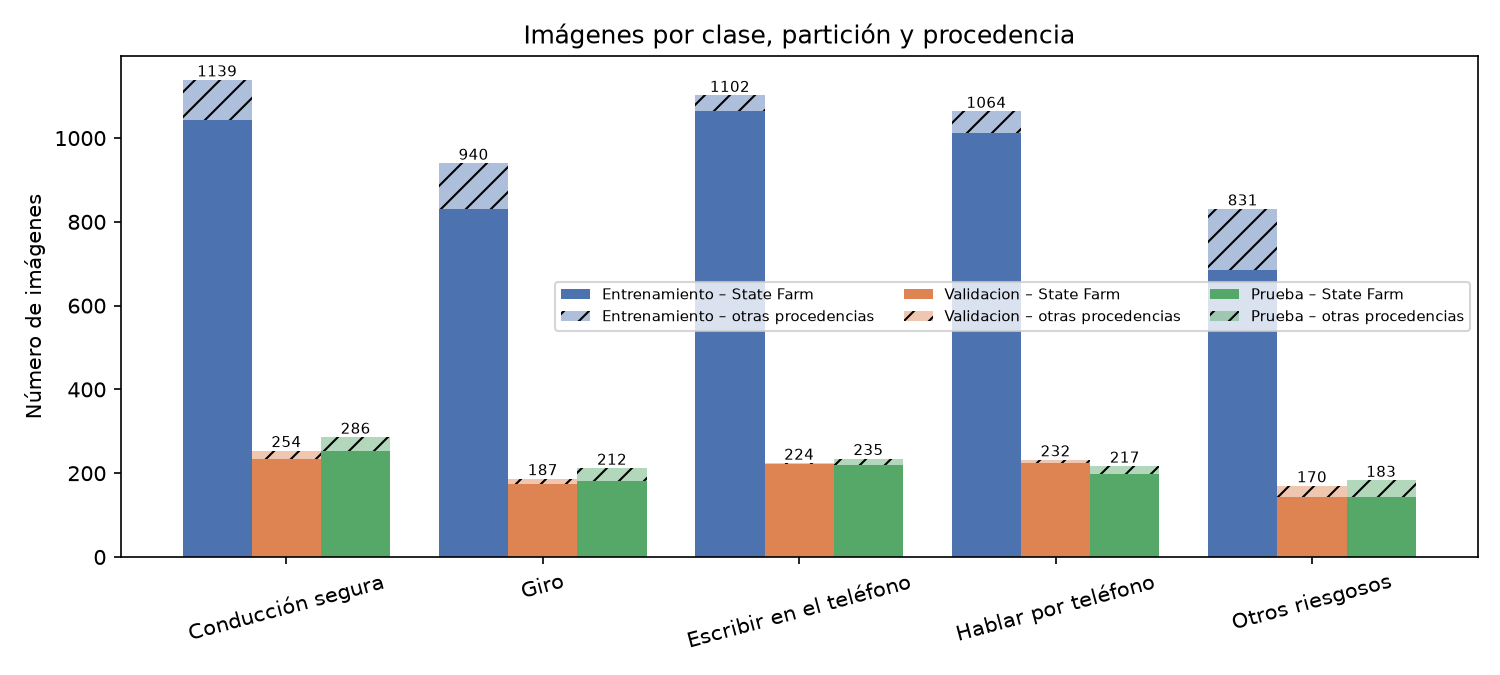 Imágenes por clase, partición y procedencia
Número de imágenes
1000
800
600
400
200
0
1139
254
286
940
187
212
1102
224
235
1064
232
217
831
170
183
Entrenamiento – State Farm
Entrenamiento – otras procedencias
Validacion – State Farm
Validacion – otras procedencias
Prueba – State Farm
Prueba – otras procedencias
Conducción segura
Giro
Escribir en el teléfono
Hablar por teléfono
Otros riesgosos